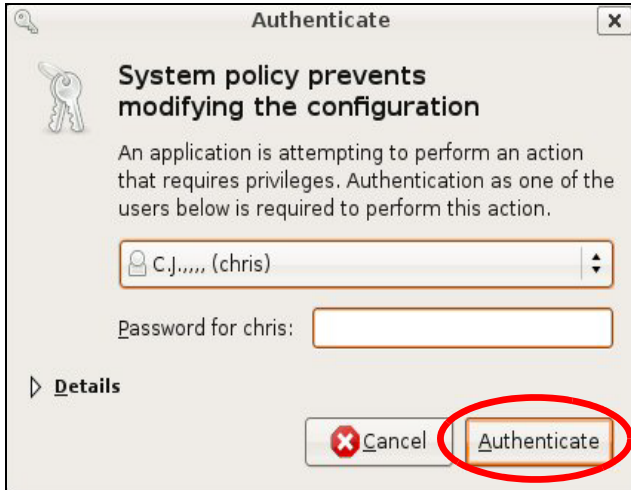 Authenticate
System policy prevents
modifying the configuration
An application is attempting to perform an action
that requires privileges. Authentication as one of the
users below is required to perform this action.
C.J.,,,, (chris)
Password for chris:
Details
Cancel
Authenticate